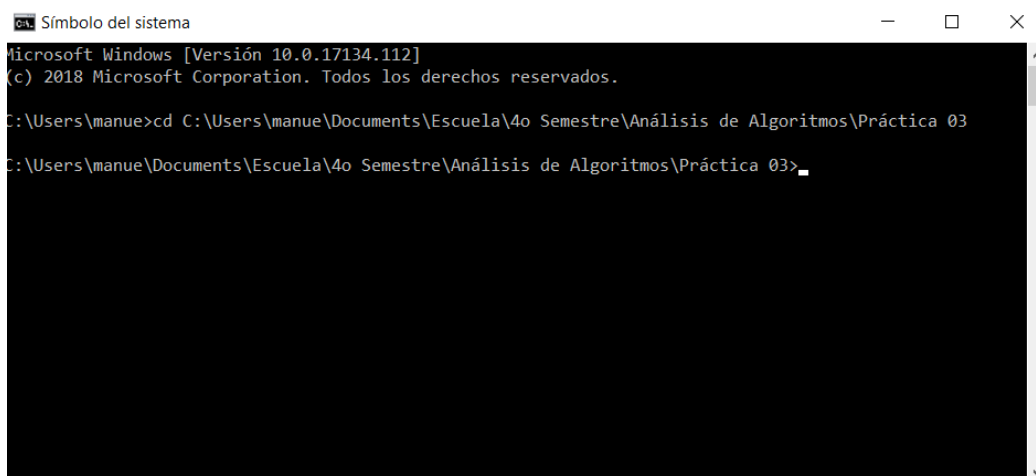 Símbolo del sistema
Microsoft Windows [Versión 10.0.17134.112]
(c) 2018 Microsoft Corporation. Todos los derechos reservados.
C:\Users\manue>cd C:\Users\manue\Documents\Escuela\4o Semestre\Análisis de Algoritmos\Práctica 03
C:\Users\manue\Documents\Escuela\4o Semestre\Análisis de Algoritmos\Práctica 03>